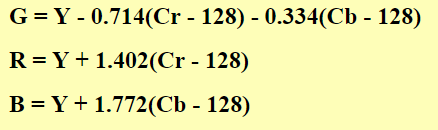 G = Y - 0.714(Cr - 128) - 0.334(Cb - 128)
R = Y + 1.402(Cr - 128)
B = Y + 1.772(Cb - 128)